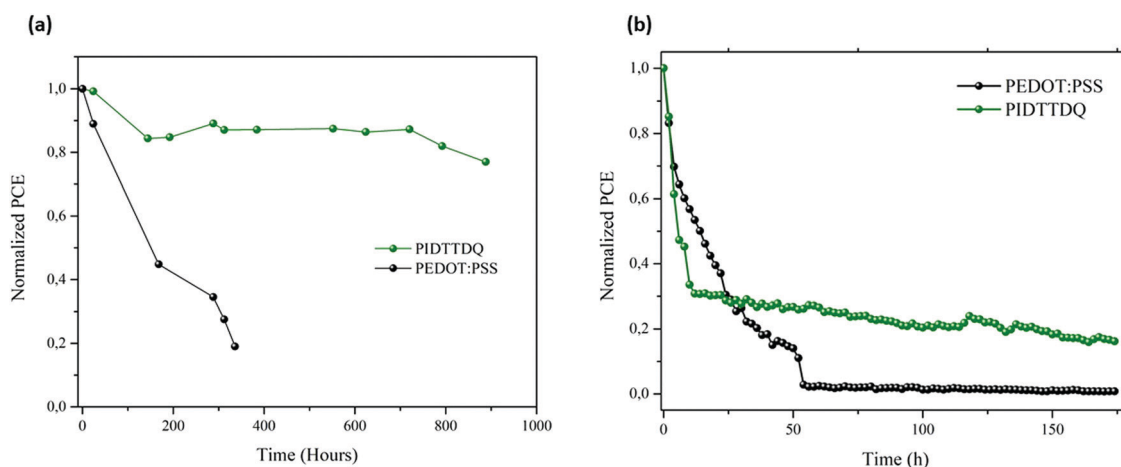 (a)
1,0
0,8
0,6
0,4
0,2
0,0
Normalized PCE
PIDTTDQ
PEDOT:PSS
0
200
400
600
800
1000
Time (Hours)
(b)
1,0
0,8
0,6
0,4
0,2
0,0
Normalized PCE
PEDOT:PSS
PIDTTDQ
0
50
100
150
Time (h)